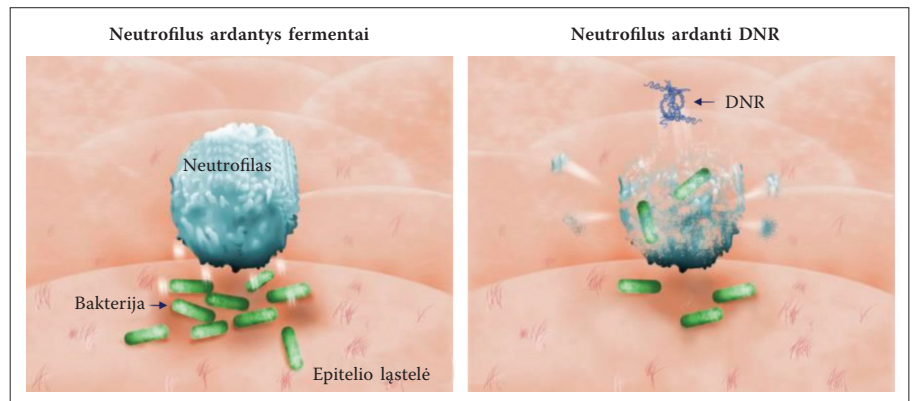 Neutrofilus ardantys fermentai
Neutrofilus ardanti DNR
Neutrofilas
Bakterija
Epitelio ląstelė
DNR